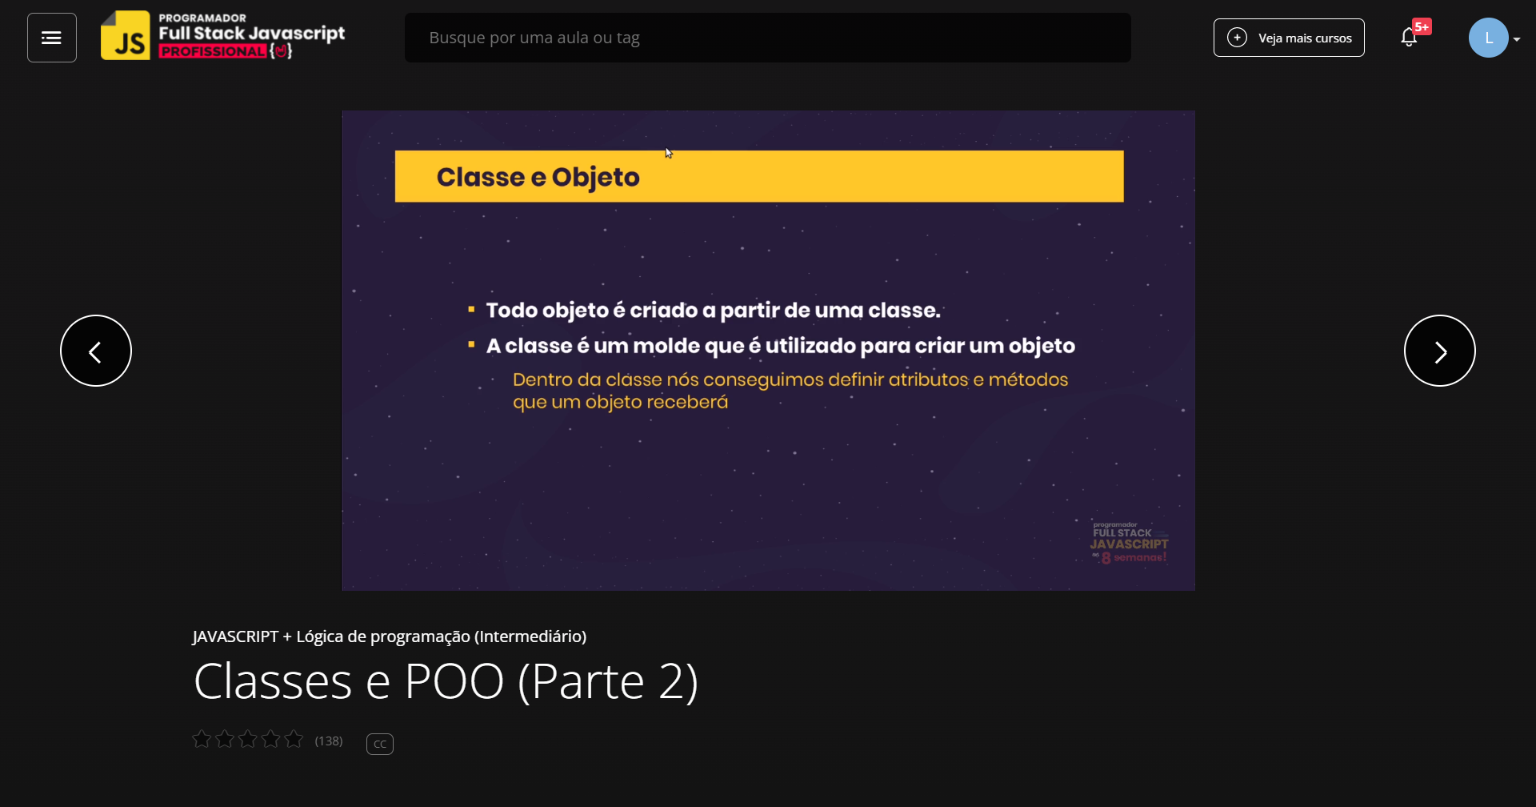 JS
PROGRAMADOR
Full Stack Javascript
PROFISSIONAL
Busque por uma aula ou tag
Veja mais cursos
5+
L
Classe e Objeto
Todo objeto é criado a partir de uma classe.
A classe é um molde que é utilizado para criar um objeto
Dentro da classe nós conseguimos definir atributos e métodos
que um objeto receberá
programador
FULL STACK
JAVASCRIPT
8 semanas!
JAVASCRIPT + Lógica de programação (Intermediário)
Classes e POO (Parte 2)
(138)
CC